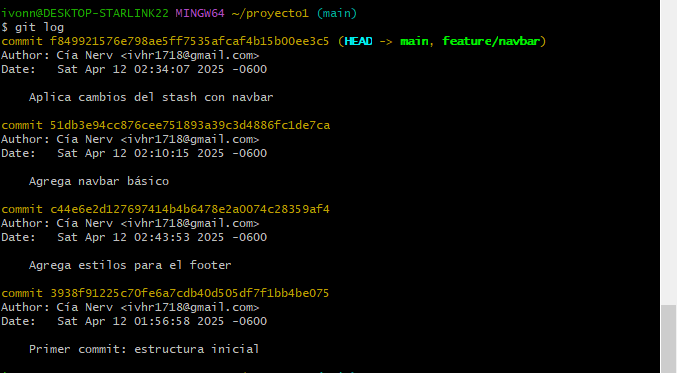 ivonn@DESKTOP-STARLINK22 MINGW64 ~/proyecto1 (main)
$ git log
commit f849921576e798ae5ff7535afcaf4b15b00ee3c5 (HEAD -> main, feature/navbar)
Author: Cía Nerv <ivhr1718@gmail.com>
Date:   Sat Apr 12 02:34:07 2025 -0600

    Aplica cambios del stash con navbar

commit 51db3e94cc876cee751893a39c3d4886fc1de7ca
Author: Cía Nerv <ivhr1718@gmail.com>
Date:   Sat Apr 12 02:10:15 2025 -0600

    Agrega navbar básico

commit c44e6e2d127697414b4b6478e2a0074c28359af4
Author: Cía Nerv <ivhr1718@gmail.com>
Date:   Sat Apr 12 02:43:53 2025 -0600

    Agrega estilos para el footer

commit 3938f91225c70fe6a7cdb40d505df7f1bb4be075
Author: Cía Nerv <ivhr1718@gmail.com>
Date:   Sat Apr 12 01:56:58 2025 -0600

    Primer commit: estructura inicial